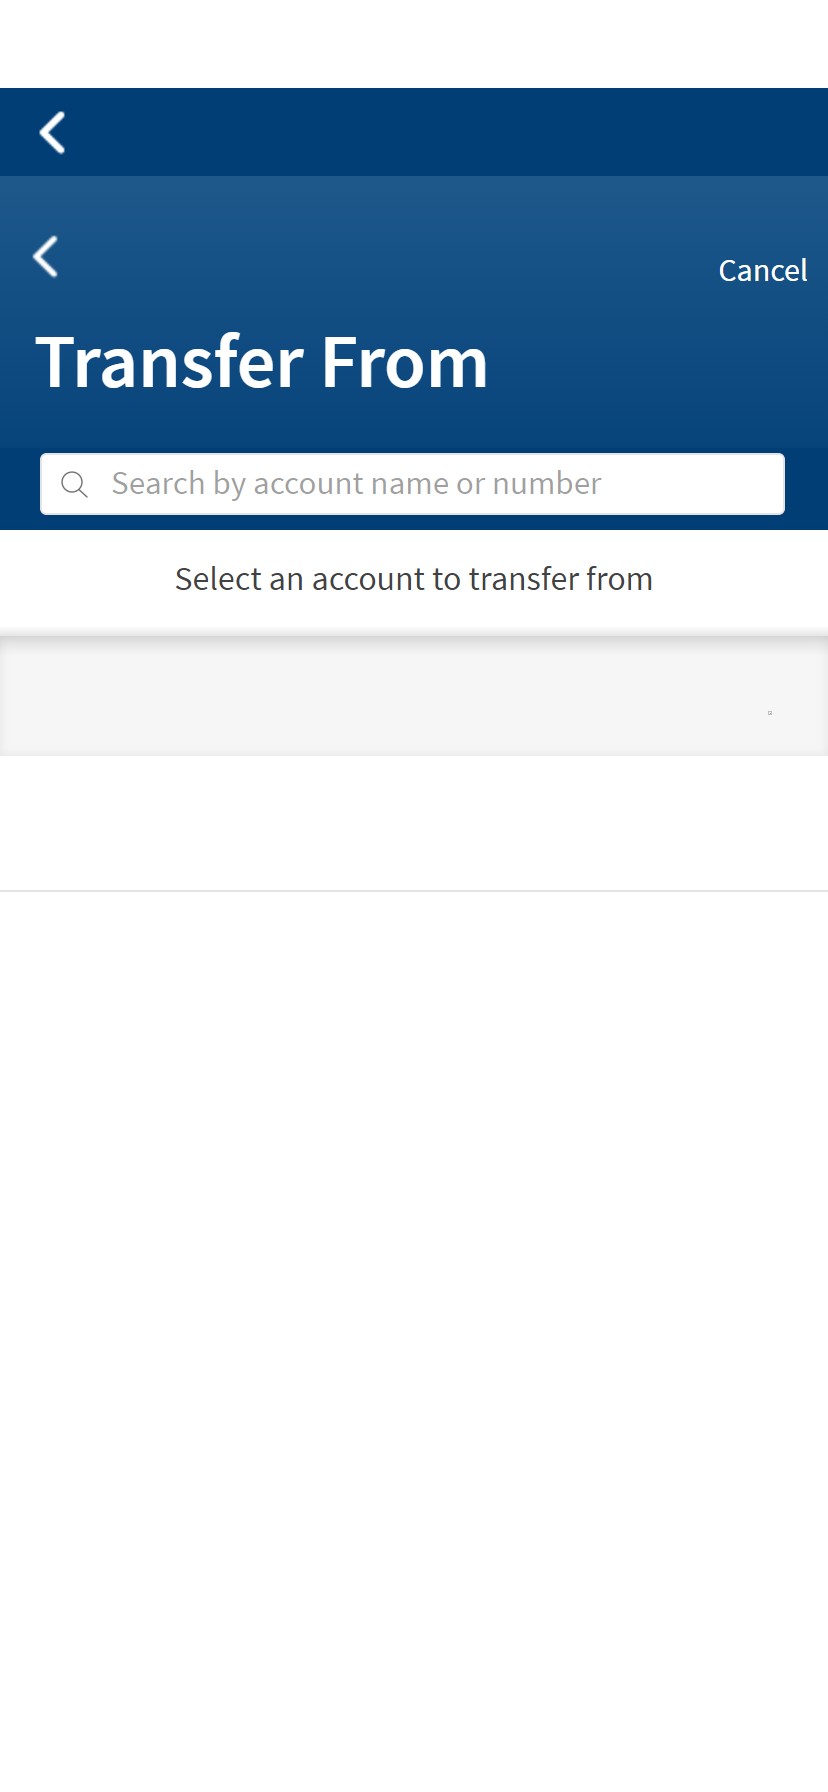 Cancel
Transfer From
Search by account name or number
Select an account to transfer from